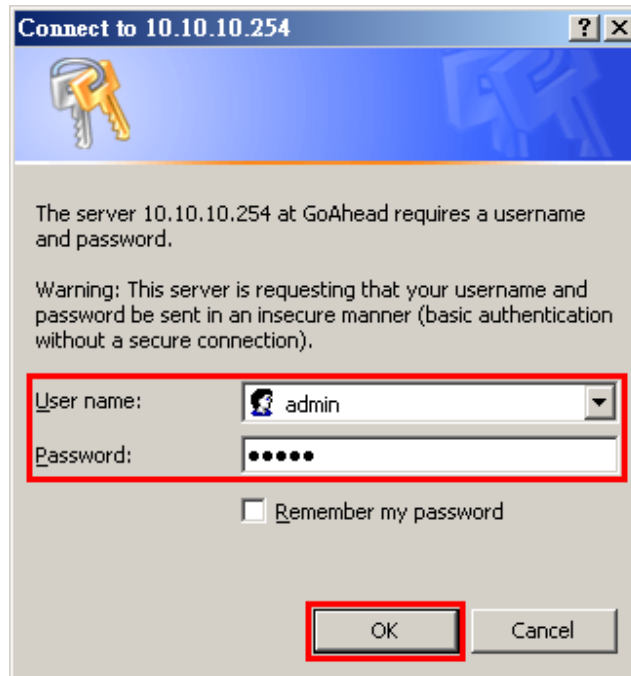 Connect to 10.10.10.254
The server 10.10.10.254 at GoAhead requires a username
and password.
Warning: This server is requesting that your username and
password be sent in an insecure manner (basic authentication
without a secure connection).
User name:
admin
Password:
•••••
Remember my password
OK
Cancel